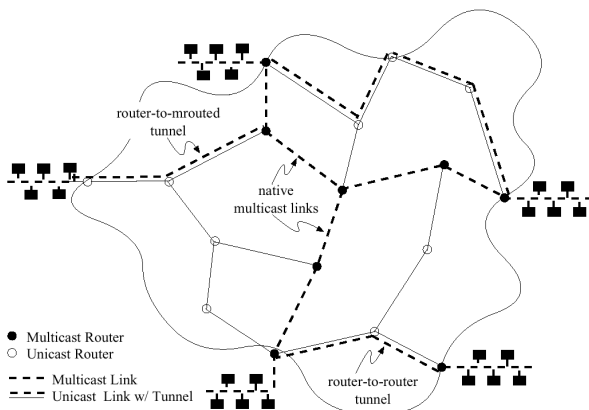 router-to-mrouted
tunnel
native
multicast links
Multicast Router
Unicast Router
Multicast Link
Unicast Link w/ Tunnel
router-to-router
tunnel